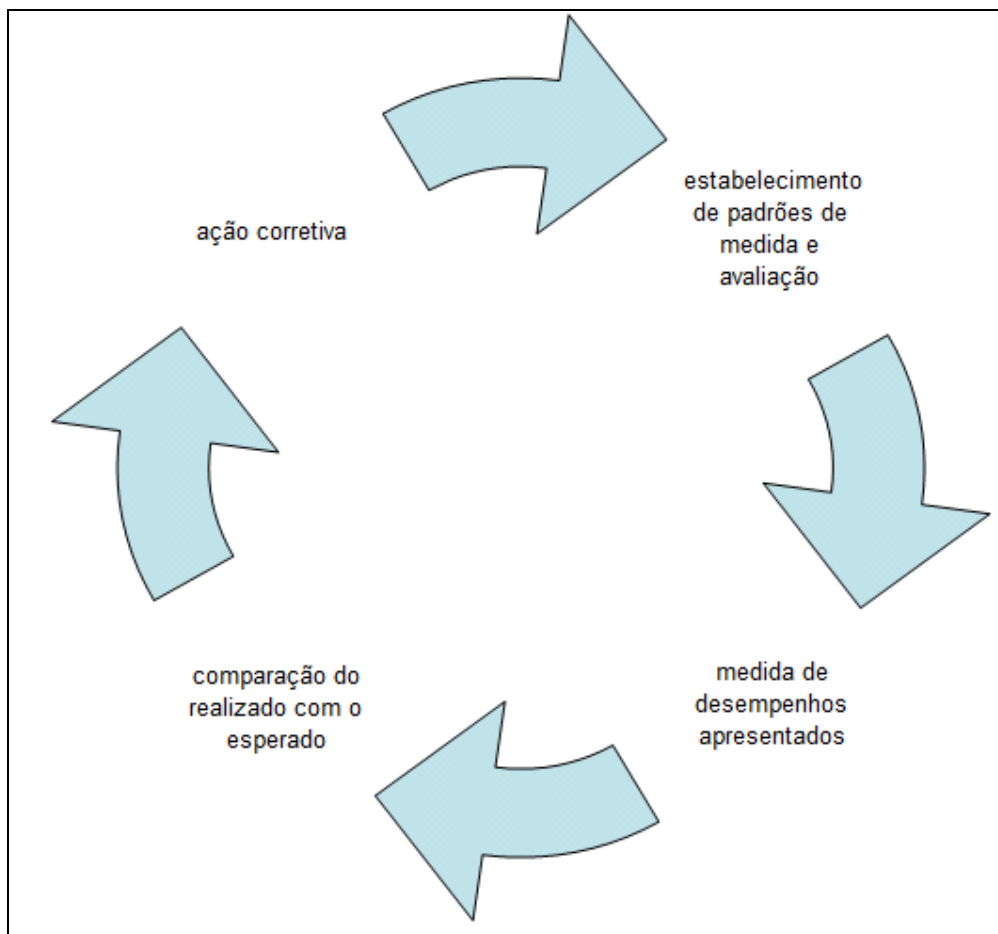 ação corretiva
estabelecimento
de padrões de
medida e
avaliação
comparação do
realizado com o
esperado
medida de
desempenhos
apresentados